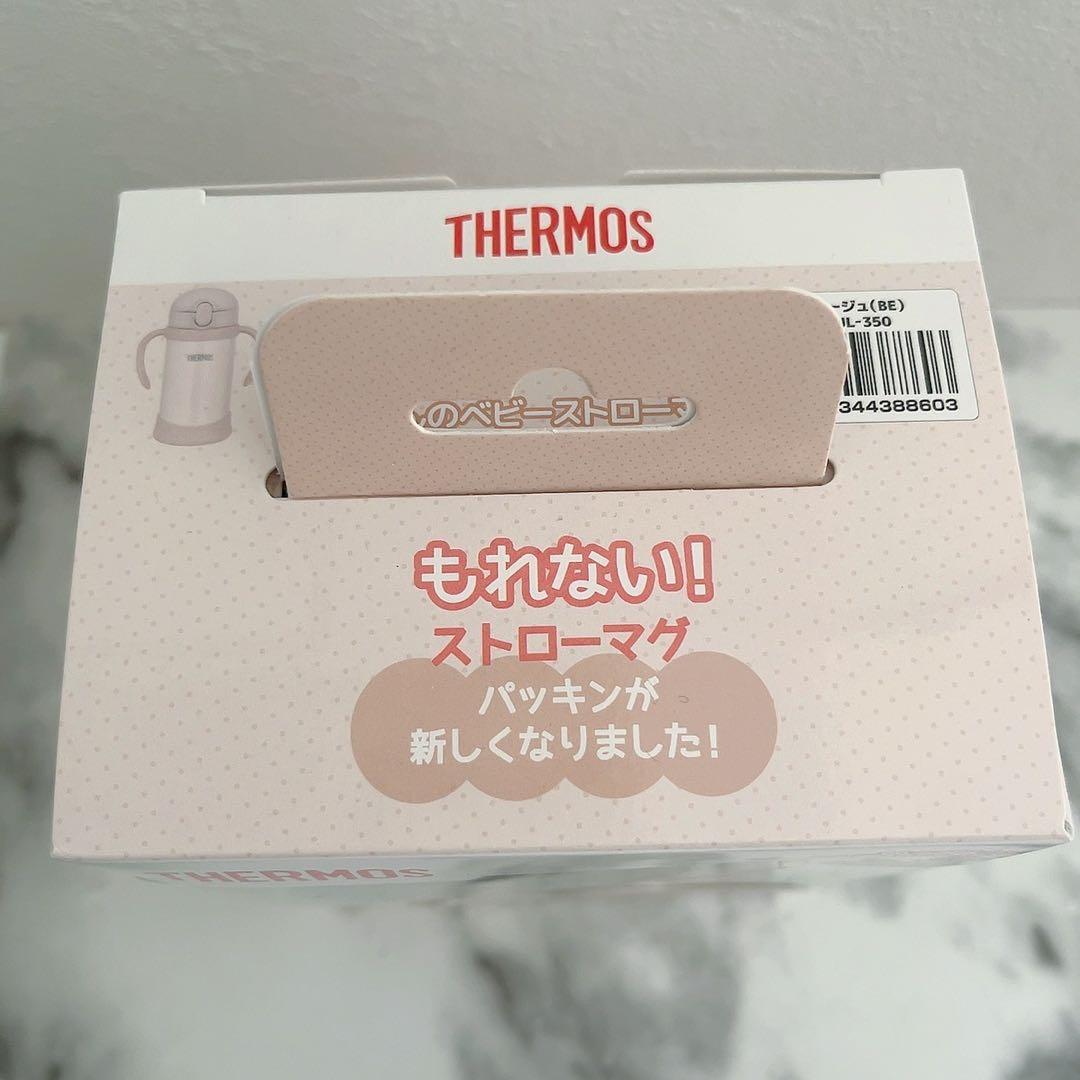 THERMOS
THERMOS
ージュ(BE)
L-350
344388603
のベビーストロー
もれない!
ストローマグ
パッキンが
新しくなりました!
THERMOS